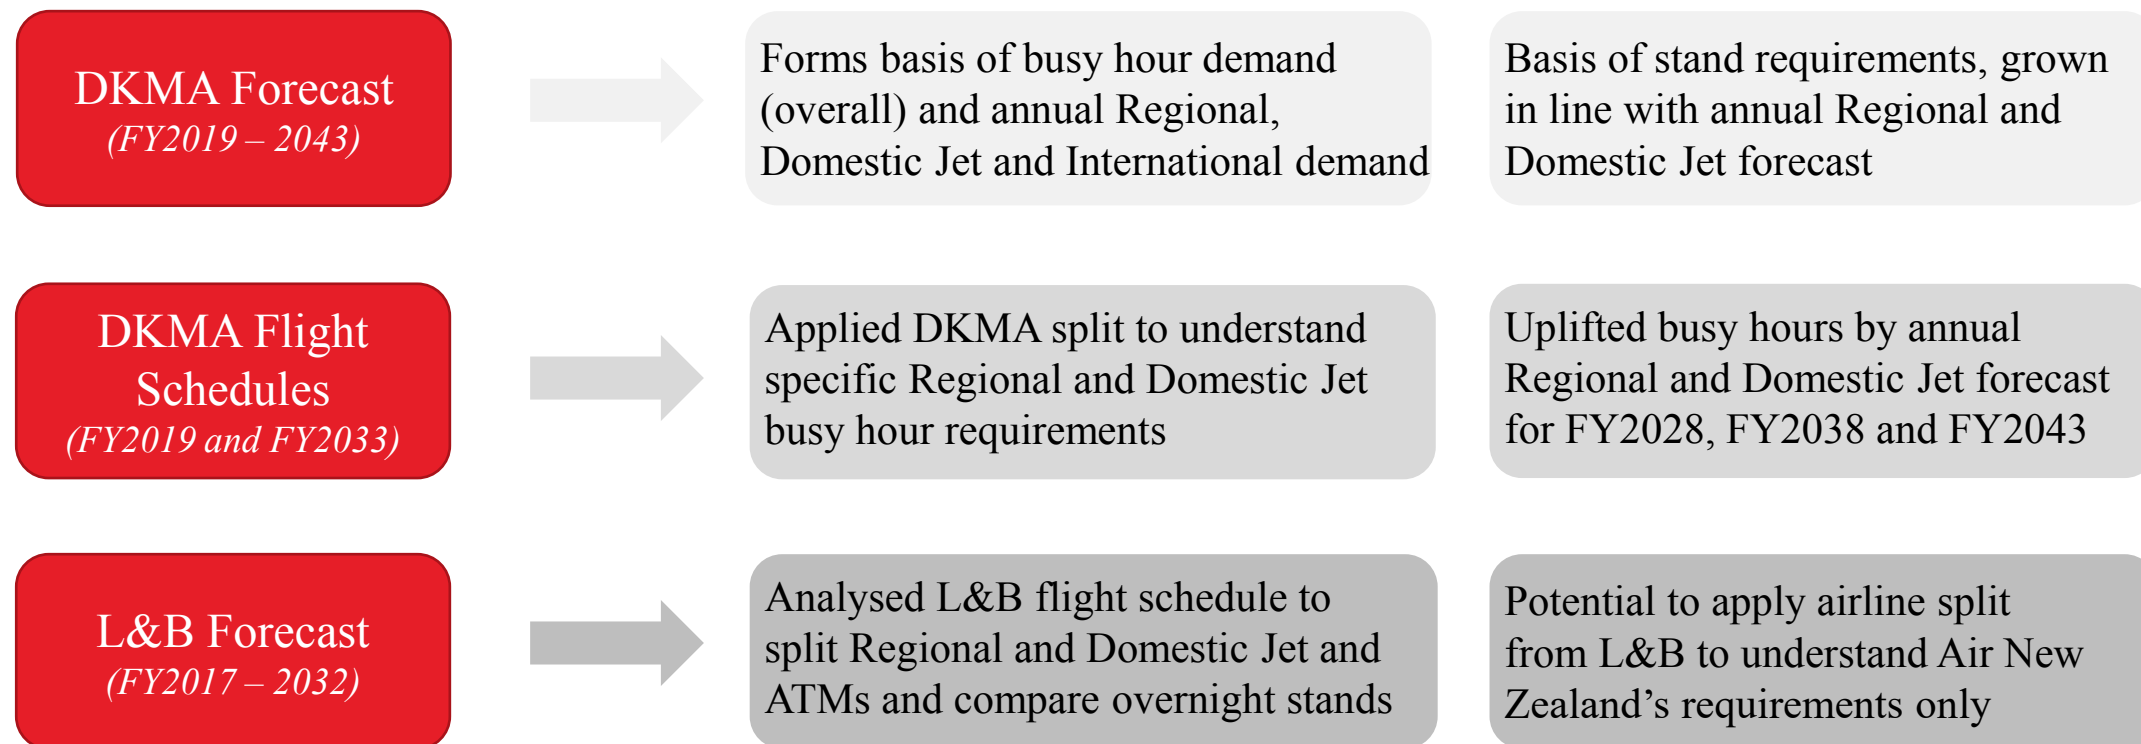 DKMA Forecast
(FY2019 – 2043)
Forms basis of busy hour demand
(overall) and annual Regional,
Domestic Jet and International demand
Basis of stand requirements, grown
in line with annual Regional and
Domestic Jet forecast
DKMA Flight
Schedules
(FY2019 and FY2033)
Applied DKMA split to understand
specific Regional and Domestic Jet
busy hour requirements
Uplifted busy hours by annual
Regional and Domestic Jet forecast
for FY2028, FY2038 and FY2043
L&B Forecast
(FY2017 – 2032)
Analysed L&B flight schedule to
split Regional and Domestic Jet and
ATMs and compare overnight stands
Potential to apply airline split
from L&B to understand Air New
Zealand’s requirements only